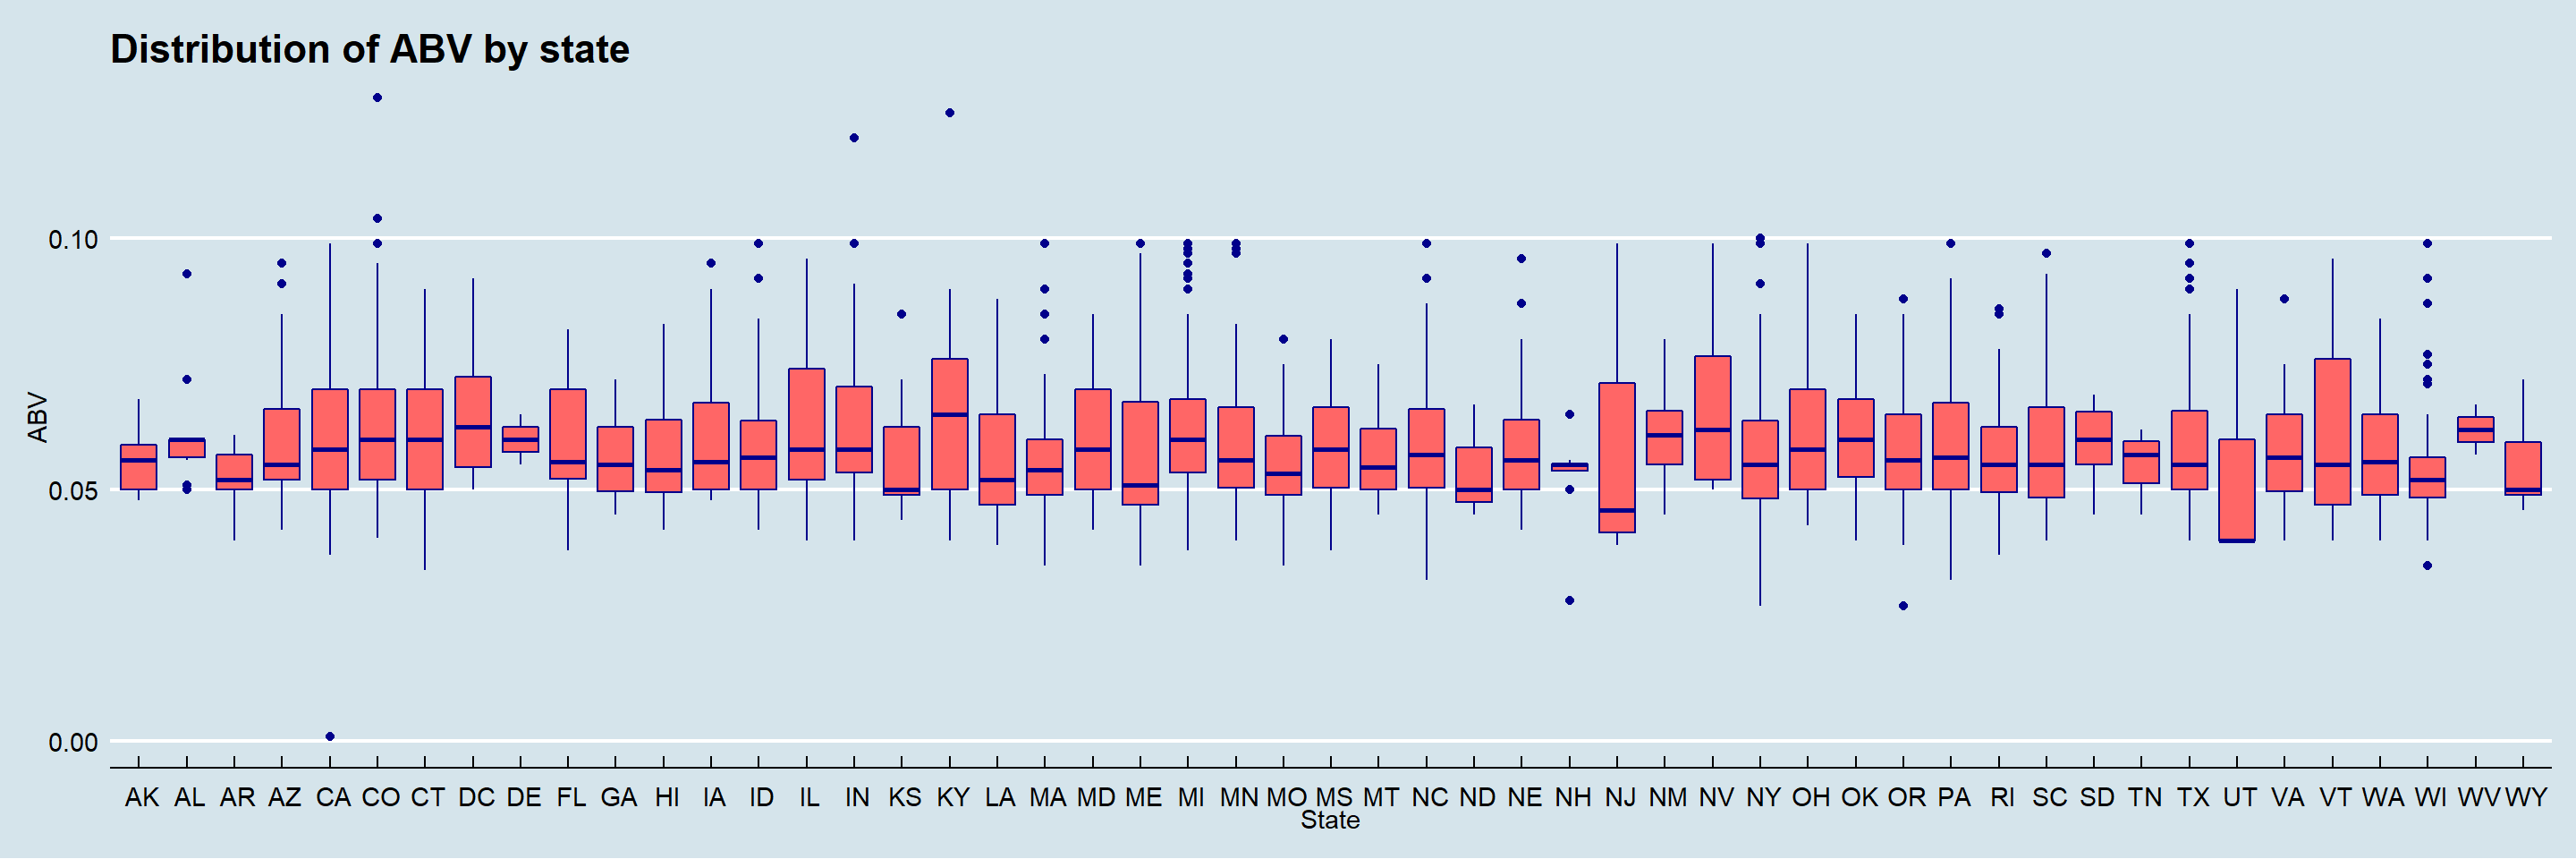 Distribution of ABV by state
ABV
0.10
0.05
0.00
AK AL AR AZ CA CO CT DC DE FL GA HI IA ID IL IN KS KY LA MA MD ME MI MN MO MS MT NC ND NE NH NJ NM NV NY OH OK OR PA RI SC SD TN TX UT VA VT WA WI WV WY
State